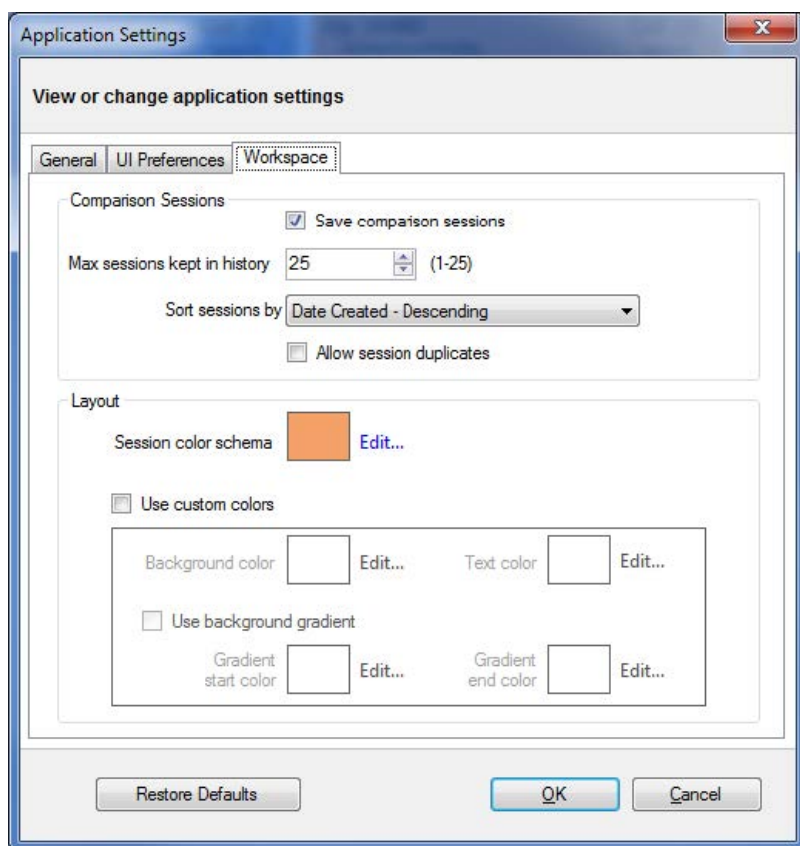 Application Settings
X
View or change application settings
General UI Preferences Workspace
Comparison Sessions
Save comparison sessions
Max sessions kept in history 25 (1-25)
Sort sessions by Date Created - Descending
Allow session duplicates
Layout
Session color schema Edit...
Use custom colors
Background color Edit... Text color Edit...
Use background gradient
Gradient
start color Edit...
Gradient
end color Edit...
Restore Defaults OK Cancel